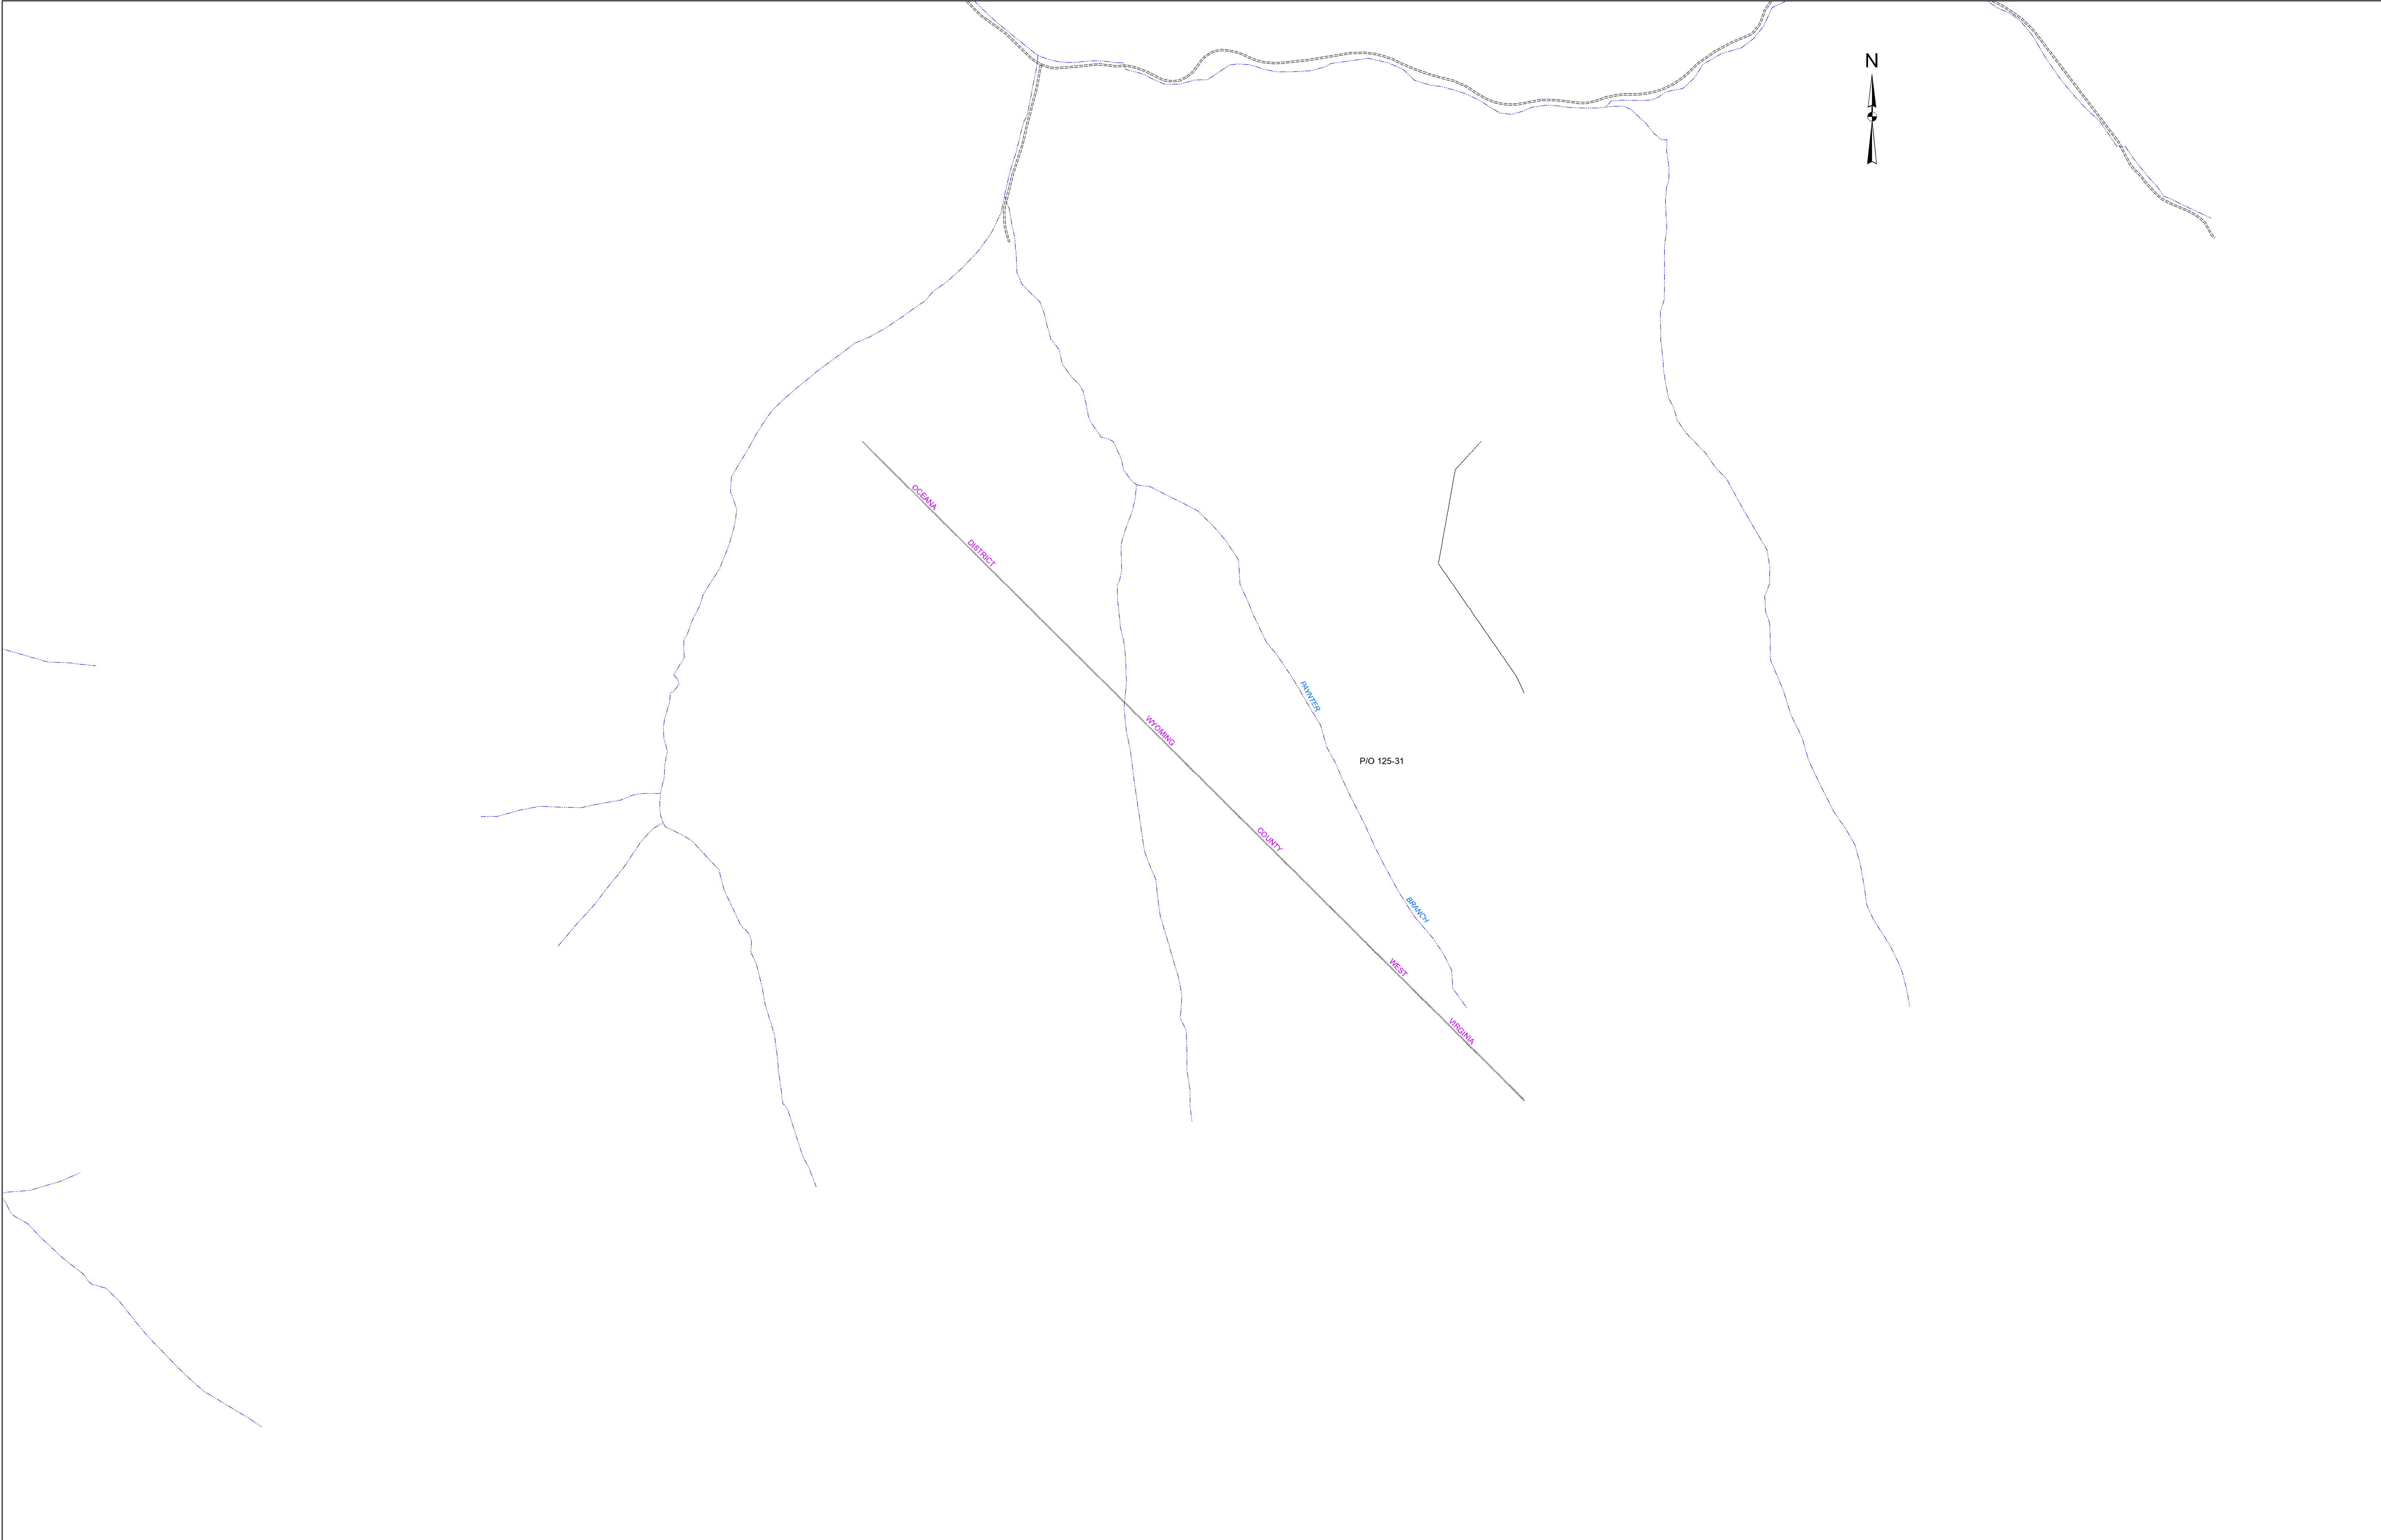 N
OCEANA
DISTRICT
WYOMING
COUNTY
WEST
VIRGINIA
PAYNTER
BRANCH
P/O 125-31